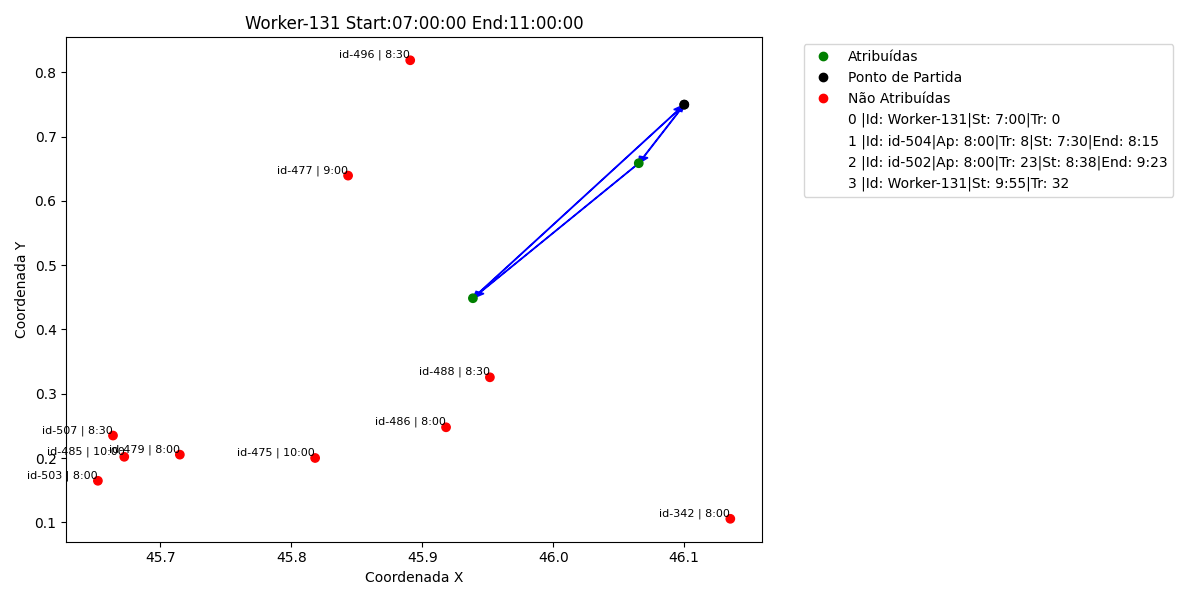 Worker-131 Start:07:00:00 End:11:00:00
Atribuídas
Ponto de Partida
Não Atribuídas
0 |Id: Worker-131|St: 7:00|Tr: 0
1 |Id: id-504|Ap: 8:00|Tr: 8|St: 7:30|End: 8:15
2 |Id: id-502|Ap: 8:00|Tr: 23|St: 8:38|End: 9:23
3 |Id: Worker-131|St: 9:55|Tr: 32
Coordenada Y
0.8
0.7
0.6
0.5
0.4
0.3
0.2
0.1
id-496 | 8:30
id-477 | 9:00
id-488 | 8:30
id-486 | 8:00
id-507 | 8:30
id-485 | 10:00
id-479 | 8:00
id-475 | 10:00
id-503 | 8:00
id-342 | 8:00
45.7
45.8
45.9
46.0
46.1
Coordenada X